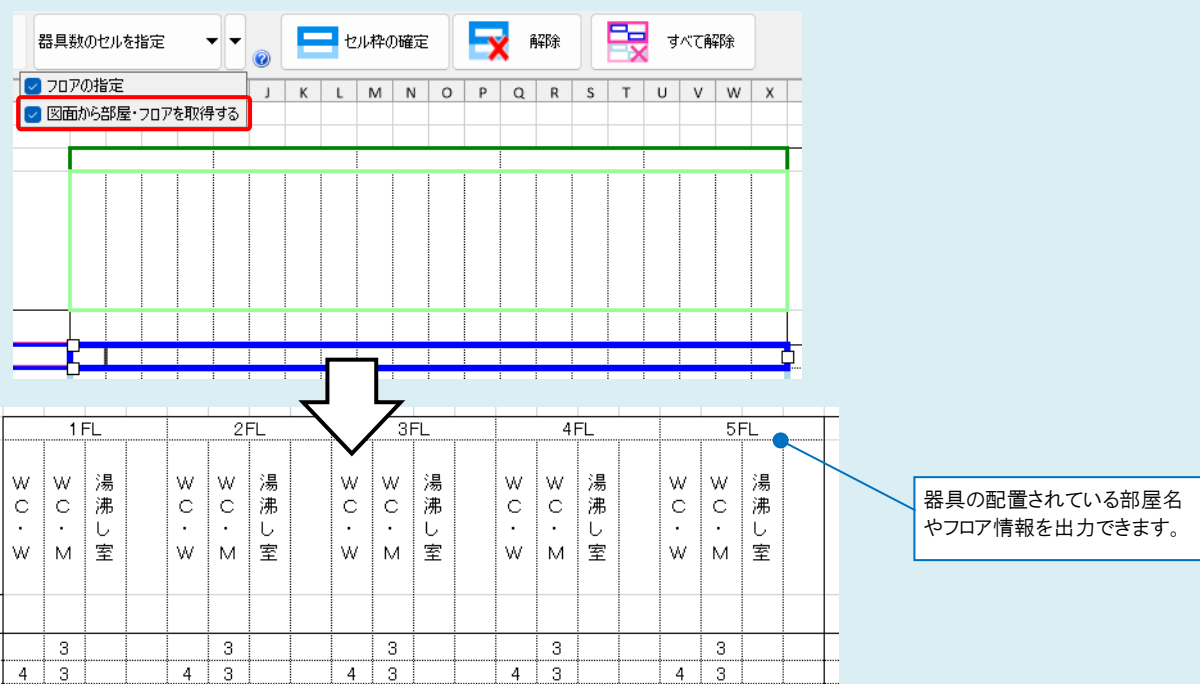 器具数のセルを指定 セル枠の確定 解除 すべて解除
フロアの指定
J K L M N O P Q R S T U V W X
図面から部屋・フロアを取得する
1FL 2FL 3FL 4FL 5FL
WC・W WC・M 湯沸し室 WC・W WC・M 湯沸し室 WC・W WC・M 湯沸し室 WC・W WC・M 湯沸し室 WC・W WC・M 湯沸し室
器具の配置されている部屋名
やフロア情報を出力できます。
3 3 3 3 3
4 3 4 3 4 3 4 3 4 3